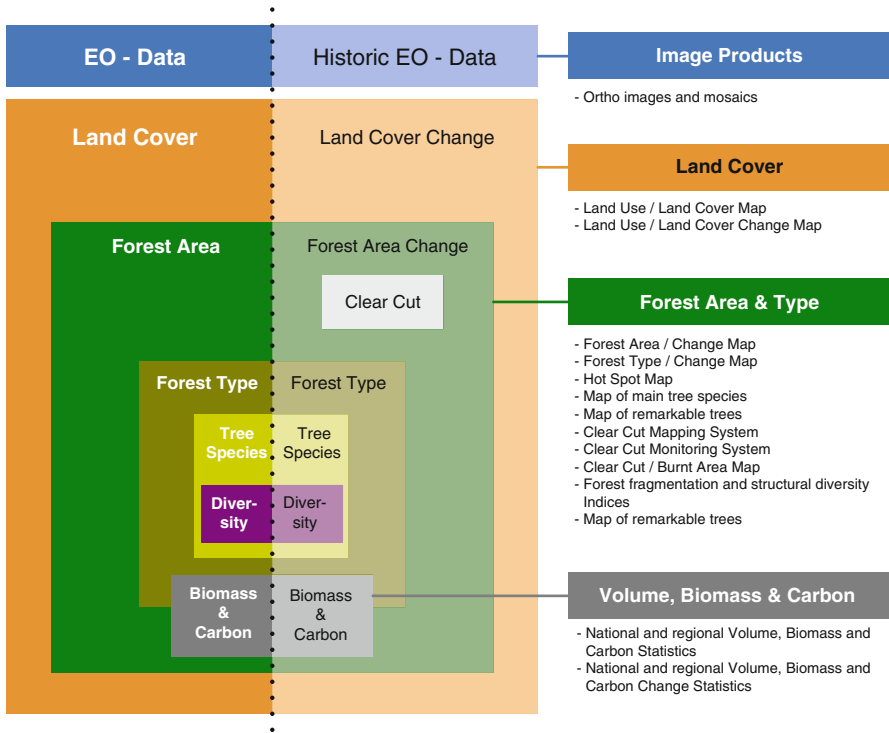 EO - Data
Historic EO - Data
Land Cover
Land Cover Change
Forest Area
Forest Area Change
Clear Cut
Forest Type
Forest Type
Tree
Species
Tree
Species
Diver-
sity
Diver-
sity
Biomass
&
Carbon
Biomass
&
Carbon
Image Products
- Ortho images and mosaics
Land Cover
- Land Use / Land Cover Map
- Land Use / Land Cover Change Map
Forest Area & Type
- Forest Area / Change Map
- Forest Type / Change Map
- Hot Spot Map
- Map of main tree species
- Map of remarkable trees
- Clear Cut Mapping System
- Clear Cut Monitoring System
- Clear Cut / Burnt Area Map
- Forest fragmentation and structural diversity
Indices
- Map of remarkable trees
Volume, Biomass & Carbon
- National and regional Volume, Biomass and
Carbon Statistics
- National and regional Volume, Biomass and
Carbon Change Statistics